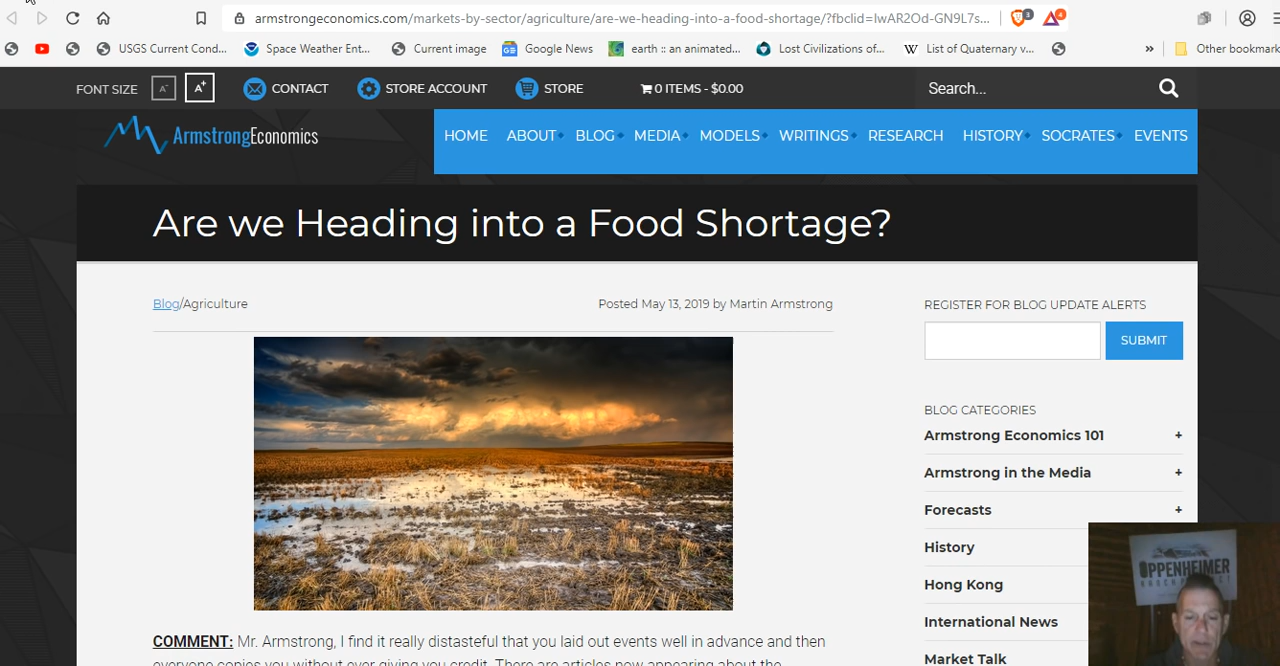 armstrongeconomics.com/markets-by-sector/agriculture/are-we-heading-into-a-food-shortage/?fbclid=IwAR2Od-GN9L7s...
3
4
USGS Current Cond...
Space Weather Ent...
Current image
Google News
earth :: an animated...
Lost Civilizations of...
W List of Quaternary v...
»
Other bookmark
FONT SIZE A- A+ CONTACT STORE ACCOUNT STORE 0 ITEMS - $0.00 Search...
ArmstrongEconomics
HOME ABOUT BLOG MEDIA MODELS WRITINGS RESEARCH HISTORY SOCRATES EVENTS
Are we Heading into a Food Shortage?
Blog/Agriculture
Posted May 13, 2019 by Martin Armstrong
COMMENT: Mr. Armstrong, I find it really distasteful that you laid out events well in advance and then
everyone copies you without ever giving you credit. There are articles now appearing about the
REGISTER FOR BLOG UPDATE ALERTS
SUBMIT
BLOG CATEGORIES
Armstrong Economics 101 +
Armstrong in the Media +
Forecasts +
History
Hong Kong
International News
Market Talk
OPPENHEIMER